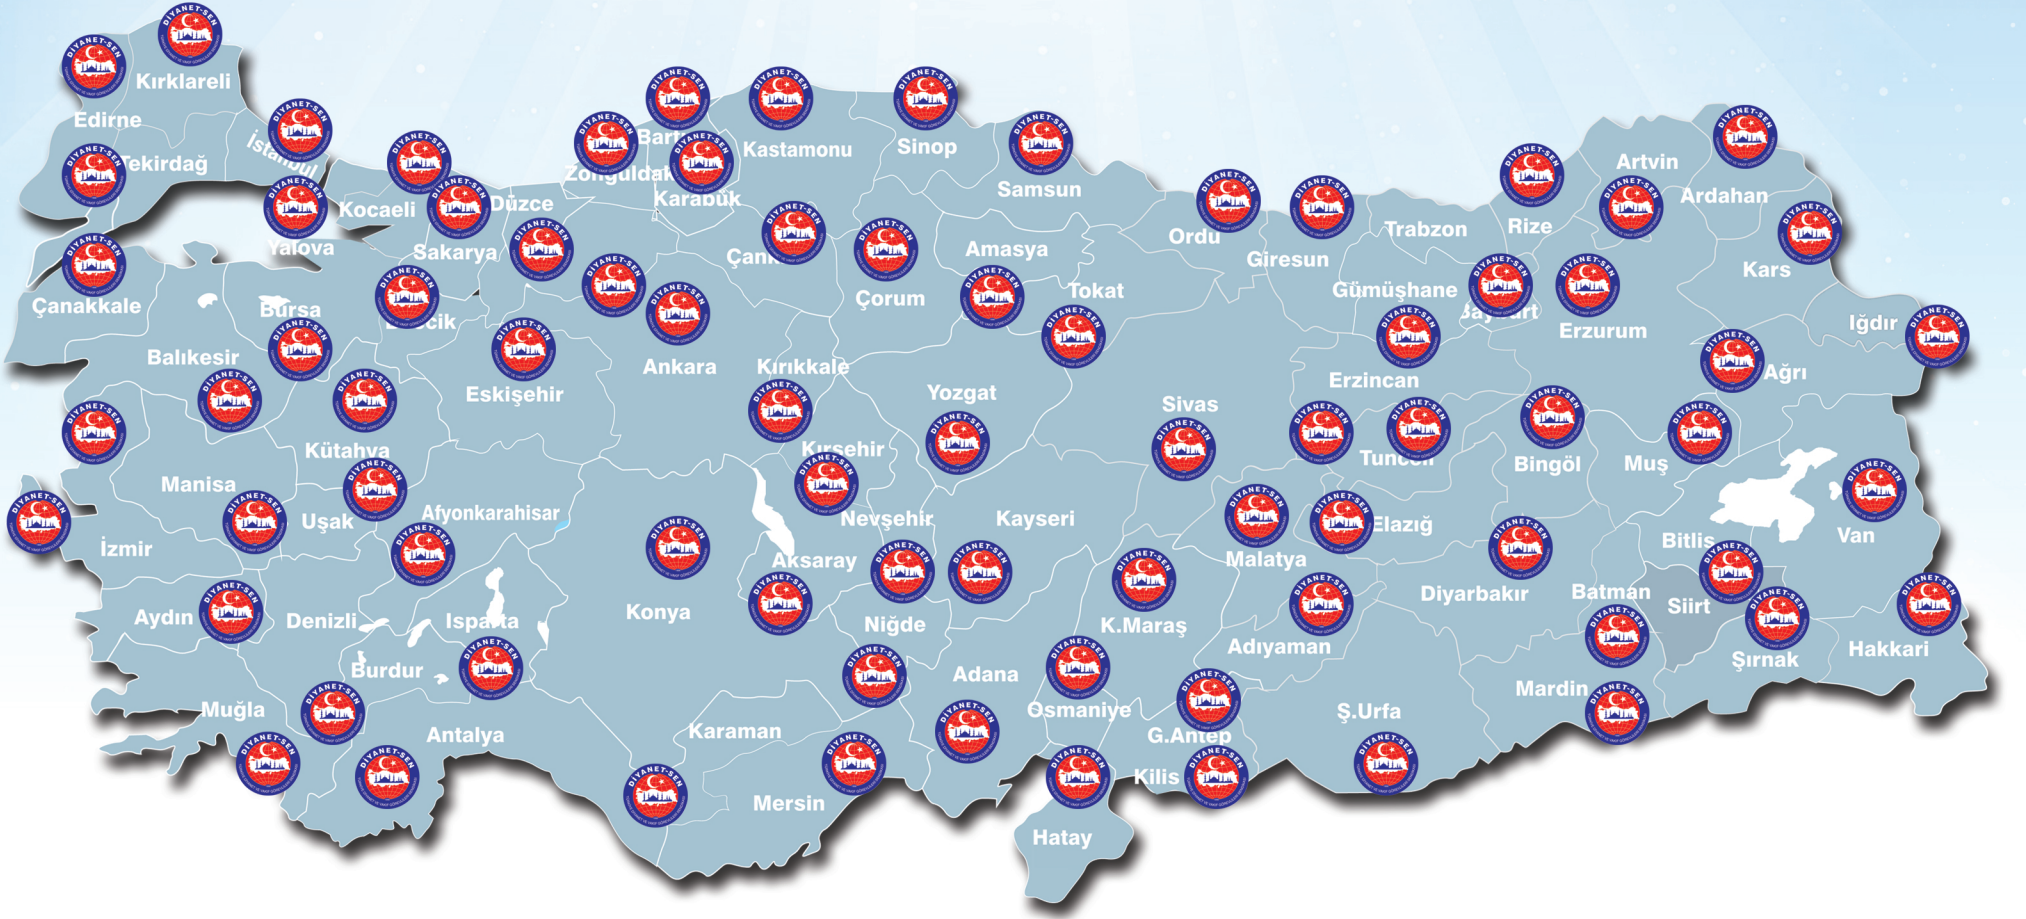 DİYANET-SEN
Kırklareli
Edirne
Tekirdağ
İstanbul
Kocaeli
Yalova
Sakarya
Düzce
Zonguldak
Karabük
Kastamonu
Sinop
Samsun
Amasya
Çorum
Tokat
Ordu
Giresun
Trabzon
Rize
Artvin
Ardahan
Kars
Gümüşhane
Bayburt
Erzurum
Iğdır
Ağrı
Çanakkale
Bursa
Balıkesir
Eskişehir
Ankara
Kırıkkale
Yozgat
Sivas
Erzincan
Tunceli
Bingöl
Muş
Kütahya
Kırşehir
Manisa
Uşak
Afyonkarahisar
Nevşehir
Kayseri
Elazığ
Malatya
Bitlis
Van
İzmir
Aksaray
Aydın
Denizli
Isparta
Konya
Niğde
K.Maraş
Adıyaman
Diyarbakır
Batman
Siirt
Şırnak
Hakkari
Burdur
Muğla
Antalya
Karaman
Adana
Osmaniye
G.Antep
Ş.Urfa
Mardin
Mersin
Kilis
Hatay